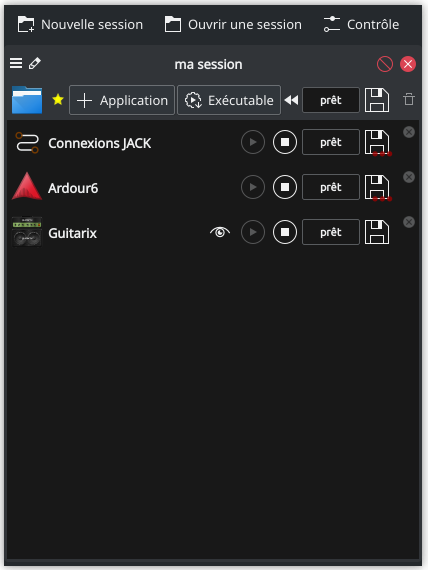 Nouvelle session Ouvrir une session Contrôle
ma session
Application Exécutable prêt
Connexions JACK prêt
Ardour6 prêt
Guitarix prêt